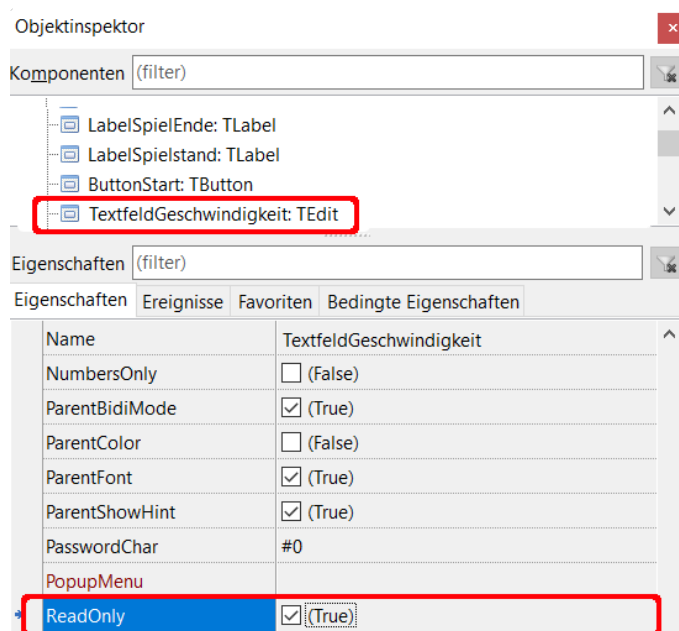 Objektinspektor
Komponenten (filter)
LabelSpielEnde: TLabel
LabelSpielstand: TLabel
ButtonStart: TButton
TextfeldGeschwindigkeit: TEdit
Eigenschaften (filter)
Eigenschaften Ereignisse Favoriten Bedingte Eigenschaften
Name TextfeldGeschwindigkeit
NumbersOnly (False)
ParentBidiMode (True)
ParentColor (False)
ParentFont (True)
ParentShowHint (True)
PasswordChar #0
PopupMenu
ReadOnly (True)